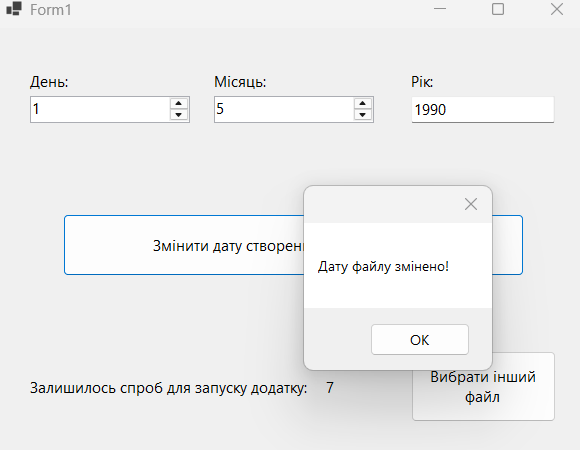 Form1
День:
Місяць:
Рік:
1
5
1990
Змінити дату
Дату файлу змінено!
OK
Залишилось спроб для запуску додатку: 7
Вибрати інший
файл